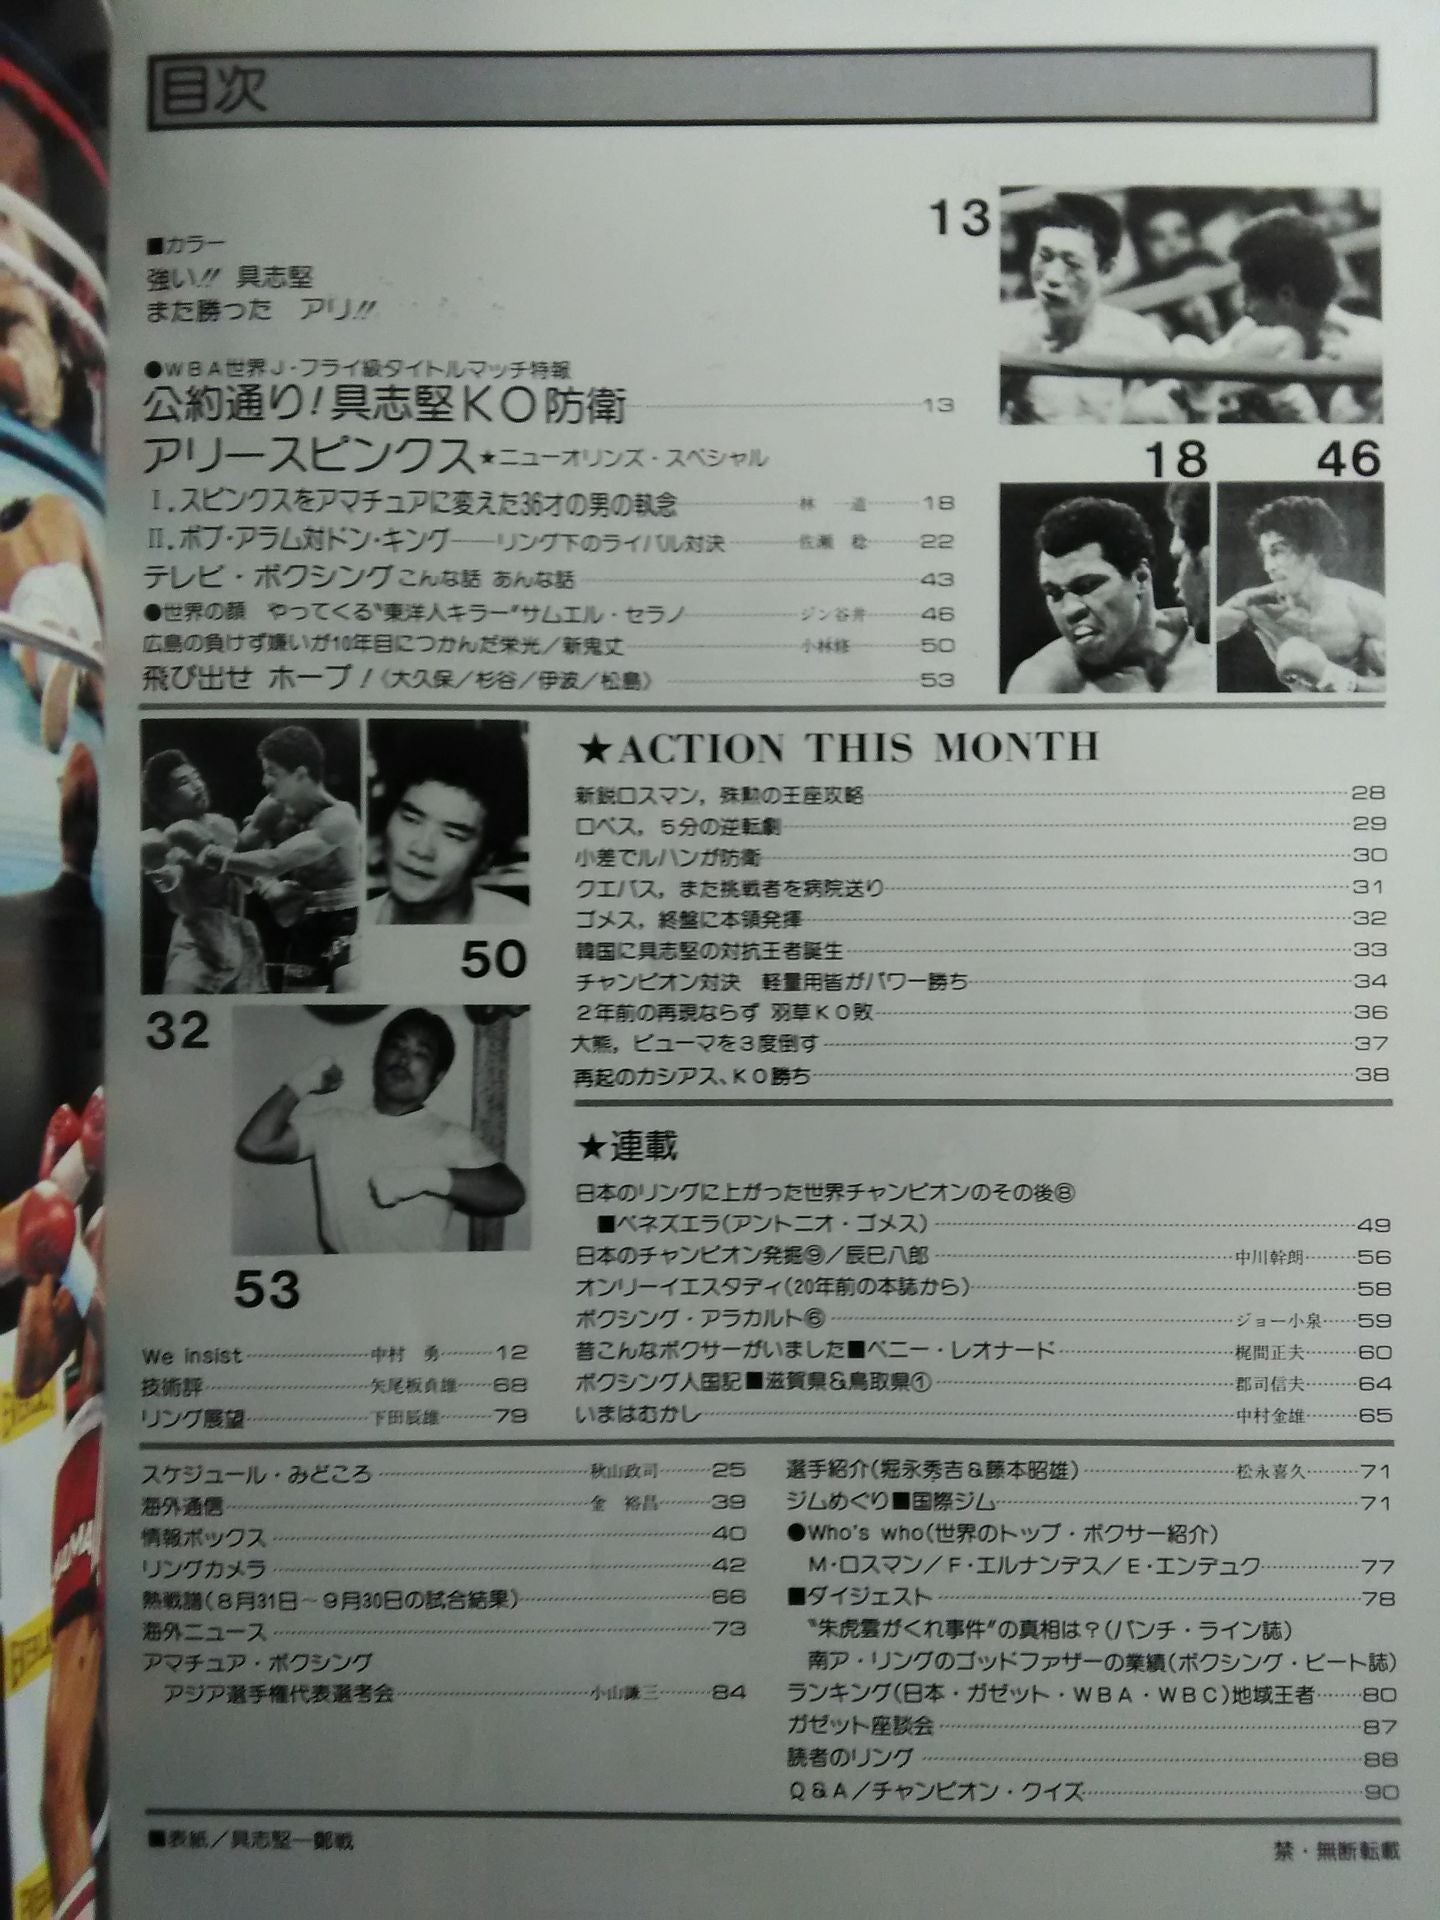 目次
13
■カラー
強い!! 具志堅
また勝った アリ!!
●WBA世界J・フライ級タイトルマッチ特報
公約通り!具志堅KO防衛 13
アリースピンクス★ニューオリンズ・スペシャル
18 46
Ⅰ.スピンクスをアマチュアに変えた36才の男の執念 林 道 18
Ⅱ.ボブ・アラム対ドン・キング──リング下のライバル対決 佐瀬 稔 22
テレビ・ボクシングこんな話 あんな話 43
●世界の顔 やってくる“東洋人キラー”サムエル・セラノ ジン谷井 46
広島の負けず嫌いが10年目につかんだ栄光/新鬼丈 小林修 50
飛び出せ ホープ!〈大久保/杉谷/伊波/松島〉 53
★ACTION THIS MONTH
新鋭ロスマン，殊勲の王座攻略 28
ロペス，5分の逆転劇 29
小差でルハンが防衛 30
クエバス，また挑戦者を病院送り 31
ゴメス，終盤に本領発揮 32
韓国に具志堅の対抗王者誕生 33
チャンピオン対決 軽量用皆がパワー勝ち 34
2年前の再現ならず 羽草KO敗 36
大熊，ピューマを3度倒す 37
再起のカシアス、KO勝ち 38
50
32
53
★連載
日本のリングに上がった世界チャンピオンのその後⑧
■ベネズエラ(アントニオ・ゴメス) 49
日本のチャンピオン発掘⑨/辰巳八郎 中川幹朗 56
オンリーイエスタディ(20年前の本誌から) 58
ボクシング・アラカルト⑥ ジョー小泉 59
昔こんなボクサーがいました■ベニー・レオナード 梶間正夫 60
ボクシング人国記■滋賀県&鳥取県① 郡司信夫 64
いまはむかし 中村金雄 65
We insist 中村 勇 12
技術評 矢尾板貞雄 68
リング展望 下田辰雄 79
スケジュール・みどころ 秋山政司 25
海外通信 金 裕昌 39
情報ボックス 40
リングカメラ 42
熱戦譜(8月31日～9月30日の試合結果) 66
海外ニュース 73
アマチュア・ボクシング
アジア選手権代表選考会 小山謙三 84
選手紹介(堀永秀吉&藤本昭雄) 松永喜久 71
ジムめぐり■国際ジム 71
●Who's who(世界のトップ・ボクサー紹介)
M・ロスマン/F・エルナンデス/E・エンデュク 77
■ダイジェスト 78
“朱虎雲がくれ事件”の真相は?(パンチ・ライン誌)
南ア・リングのゴッドファザーの業績(ボクシング・ビート誌)
ランキング(日本・ガゼット・WBA・WBC)地域王者 80
ガゼット座談会 87
読者のリング 88
Q&A/チャンピオン・クイズ 90
■表紙/具志堅─鄭戦
禁・無断転載